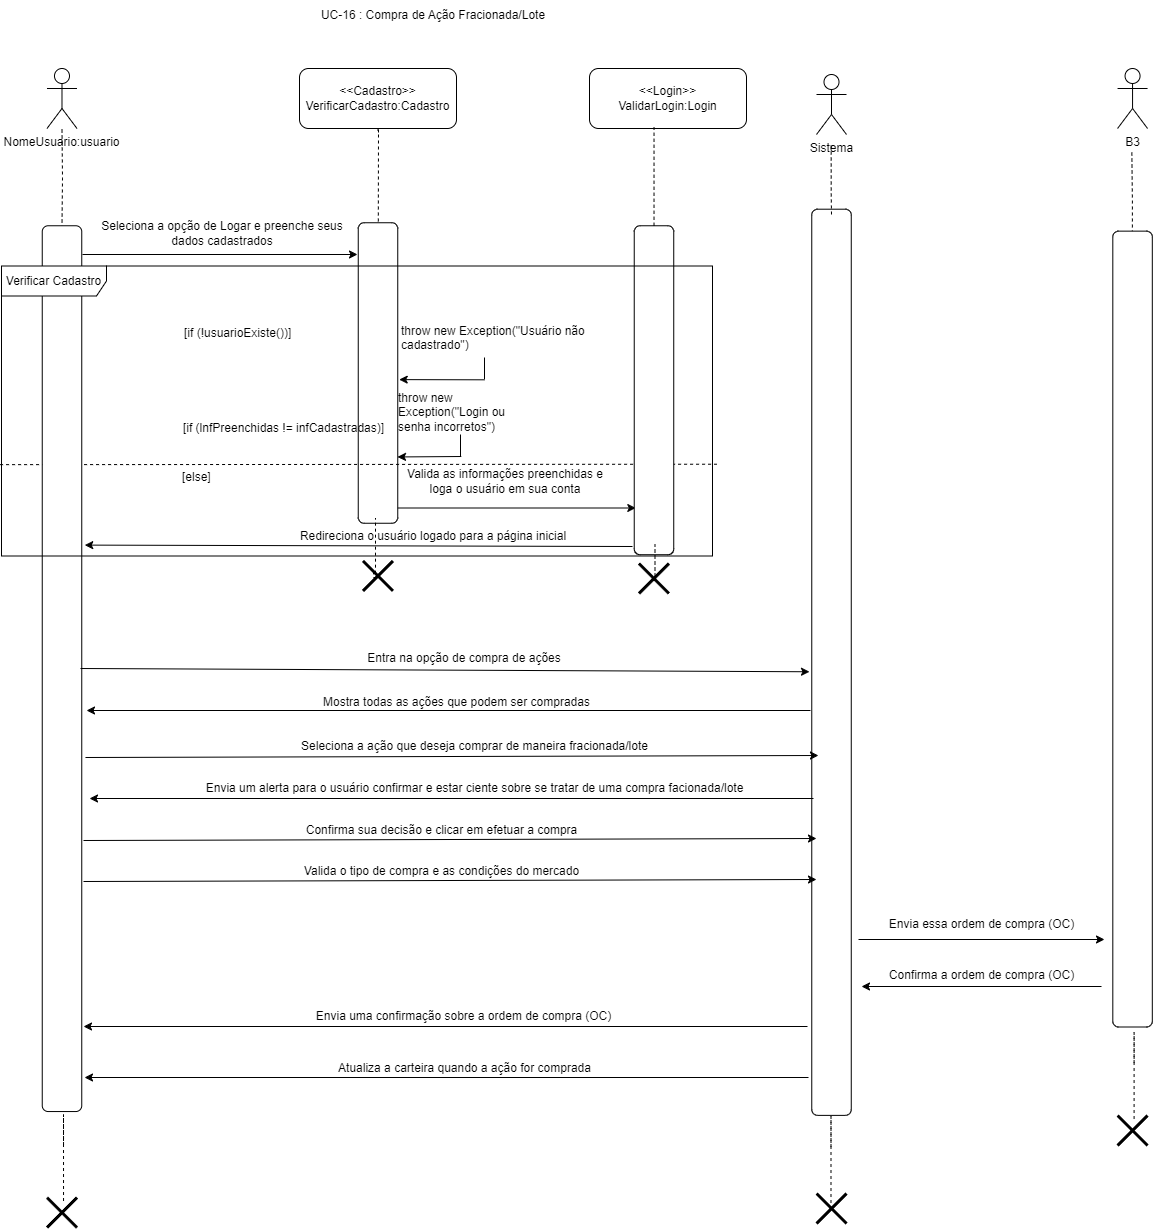 UC-16 : Compra de Ação Fracionada/Lote
<<Cadastro>>
VerificarCadastro:Cadastro
<<Login>>
ValidarLogin:Login
NomeUsuário:usuario
Sistema
B3
Seleciona a opção de Logar e preenche seus
dados cadastrados
Verificar Cadastro
[if (!usuarioExiste())]
throw new Exception("Usuário não
cadastrado")
throw new
Exception("Login ou
senha incorretos")
[if (InfPreenchidas != infCadastradas)]
[else]
Valida as informações preenchidas e
loga o usuário em sua conta
Redireciona o usuário logado para a página inicial
Entra na opção de compra de ações
Mostra todas as ações que podem ser compradas
Seleciona a ação que deseja comprar de maneira fracionada/lote
Envia um alerta para o usuário confirmar e estar ciente sobre se tratar de uma compra facionada/lote
Confirma sua decisão e clicar em efetuar a compra
Valida o tipo de compra e as condições do mercado
Envia essa ordem de compra (OC)
Confirma a ordem de compra (OC)
Envia uma confirmação sobre a ordem de compra (OC)
Atualiza a carteira quando a ação for comprada